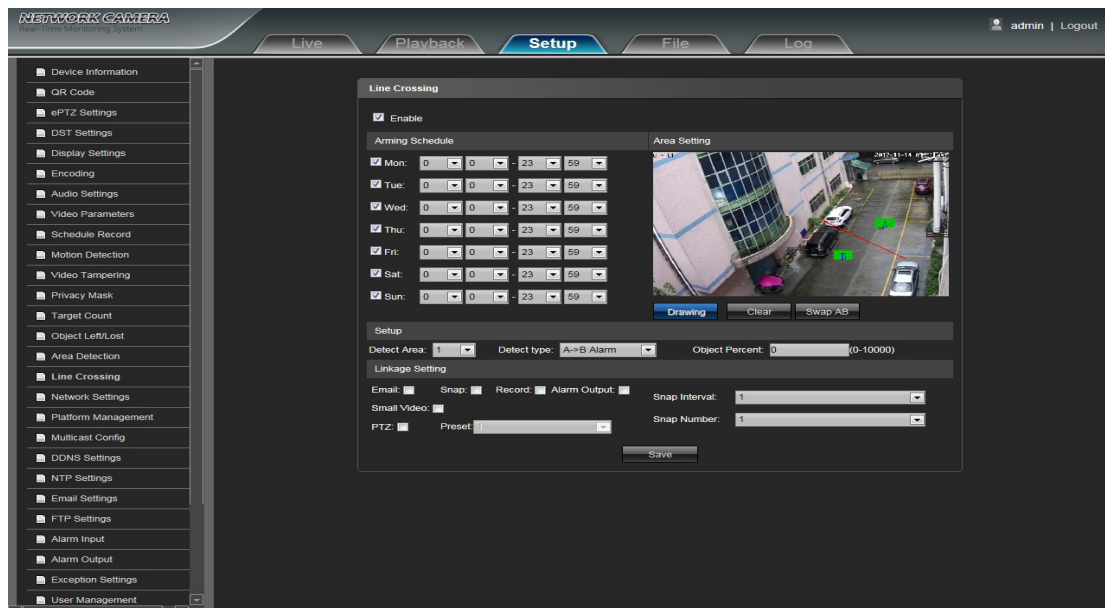 NETWORK CAMERA
Real-Time Monitoring System
admin | Logout
Live
Playback
Setup
File
Log
Device Information
QR Code
ePTZ Settings
DST Settings
Display Settings
Encoding
Audio Settings
Video Parameters
Schedule Record
Motion Detection
Video Tampering
Privacy Mask
Target Count
Object Left/Lost
Area Detection
Line Crossing
Network Settings
Platform Management
Multicast Config
DDNS Settings
NTP Settings
Email Settings
FTP Settings
Alarm Input
Alarm Output
Exception Settings
User Management
Line Crossing
Enable
Arming Schedule
Mon: 0 0 - 23 59
Tue: 0 0 - 23 59
Wed: 0 0 - 23 59
Thu: 0 0 - 23 59
Fri: 0 0 - 23 59
Sat: 0 0 - 23 59
Sun: 0 0 - 23 59
Area Setting
2012-11-14
A
B
Drawing
Clear
Swap AB
Setup
Detect Area: 1 Detect type: A->B Alarm Object Percent: 0 (0-10000)
Linkage Setting
Email: Snap: Record: Alarm Output:
Small Video:
PTZ: Preset: 1
Snap Interval: 1
Snap Number: 1
Save